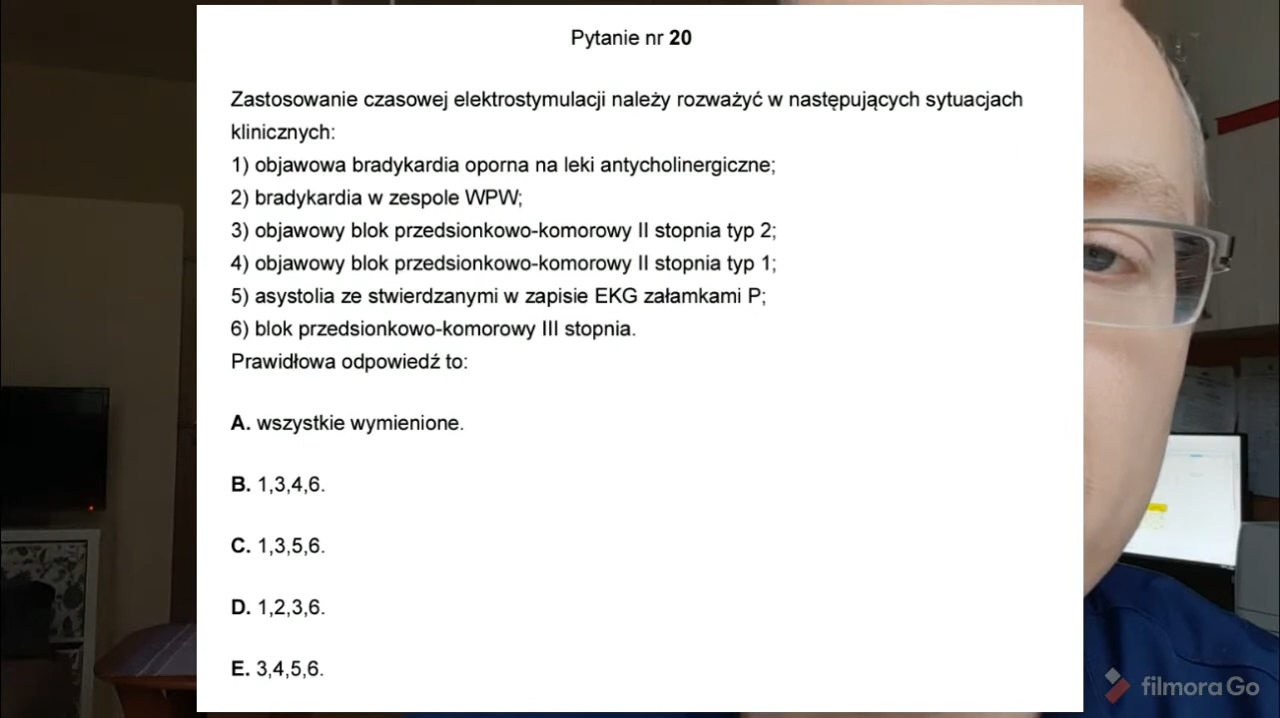 Pytanie nr 20
Zastosowanie czasowej elektrostymulacji należy rozważyć w następujących sytuacjach
klinicznych:
1) objawowa bradykardia oporna na leki antycholinergiczne;
2) bradykardia w zespole WPW;
3) objawowy blok przedsionkowo-komorowy II stopnia typ 2;
4) objawowy blok przedsionkowo-komorowy II stopnia typ 1;
5) asystolia ze stwierdzanymi w zapisie EKG załamkami P;
6) blok przedsionkowo-komorowy III stopnia.
Prawidłowa odpowiedź to:
A. wszystkie wymienione.
B. 1,3,4,6.
C. 1,3,5,6.
D. 1,2,3,6.
E. 3,4,5,6.
filmora Go